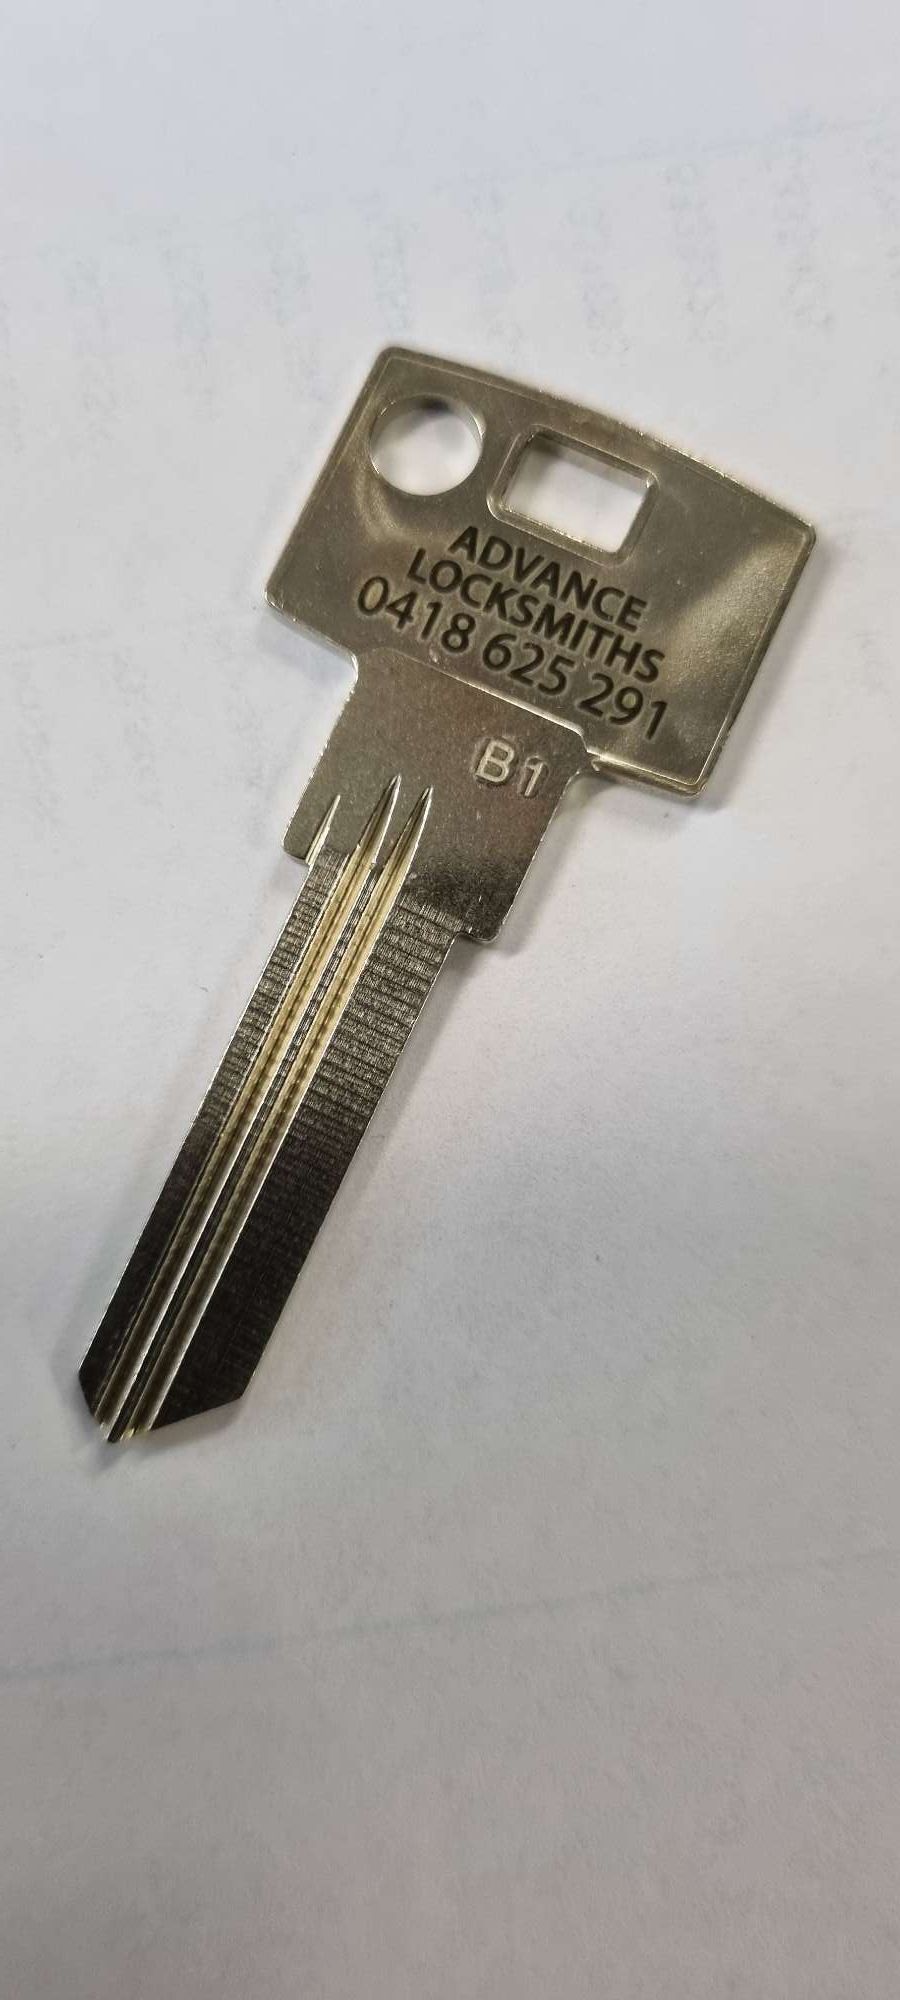 ADVANCE
LOCKSMITHS
0418 625 291
B1